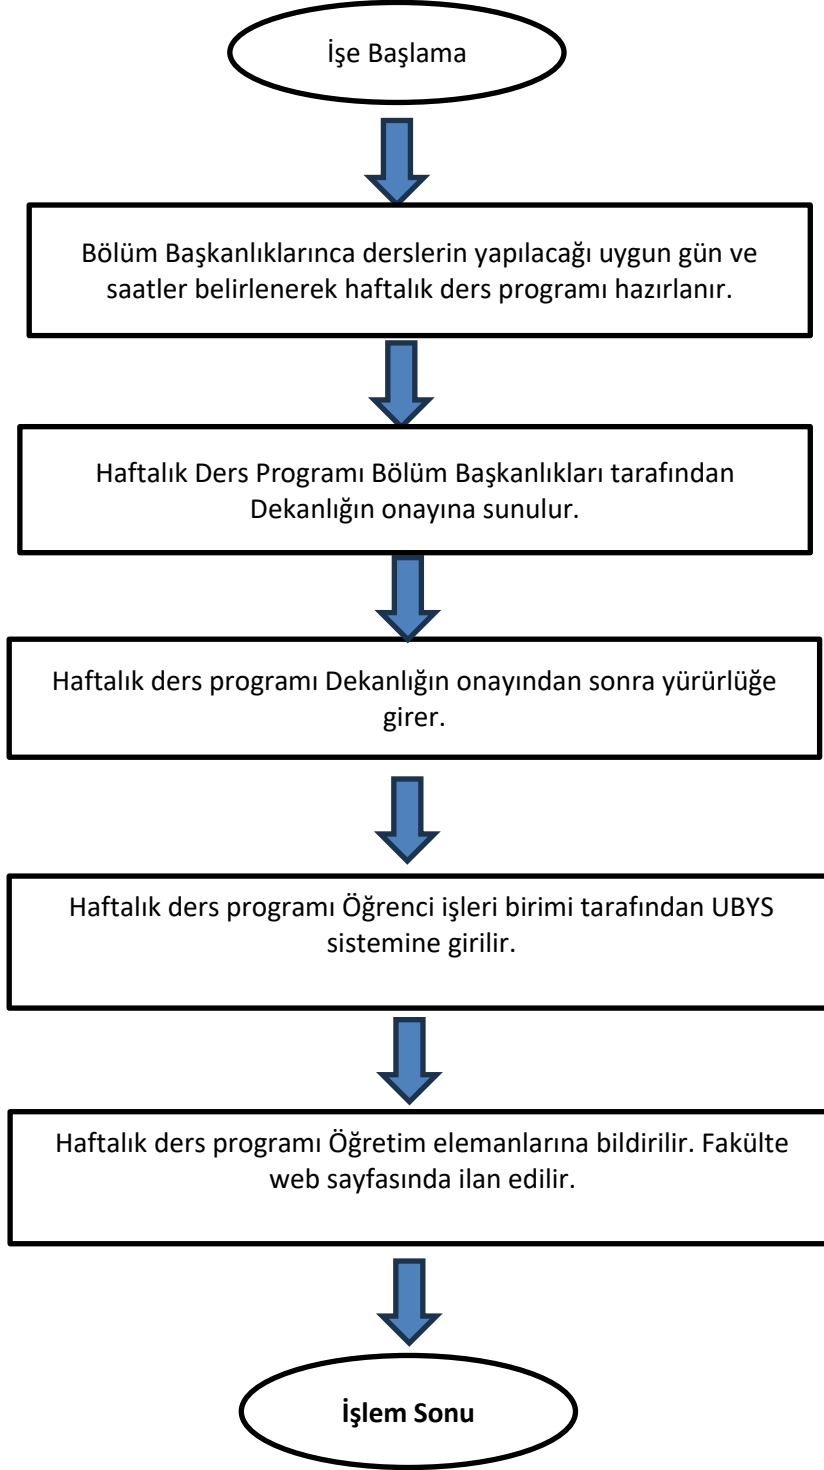 İşe Başlama
Bölüm Başkanlıklarınca derslerin yapılacağı uygun gün ve
saatler belirlenerek haftalık ders programı hazırlanır.
Haftalık Ders Programı Bölüm Başkanlıkları tarafından
Dekanlığın onayına sunulur.
Haftalık ders programı Dekanlığın onayından sonra yürürlüğe
girer.
Haftalık ders programı Öğrenci işleri birimi tarafından UBYS
sistemine girilir.
Haftalık ders programı Öğretim elemanlarına bildirilir. Fakülte
web sayfasında ilan edilir.
İşlem Sonu